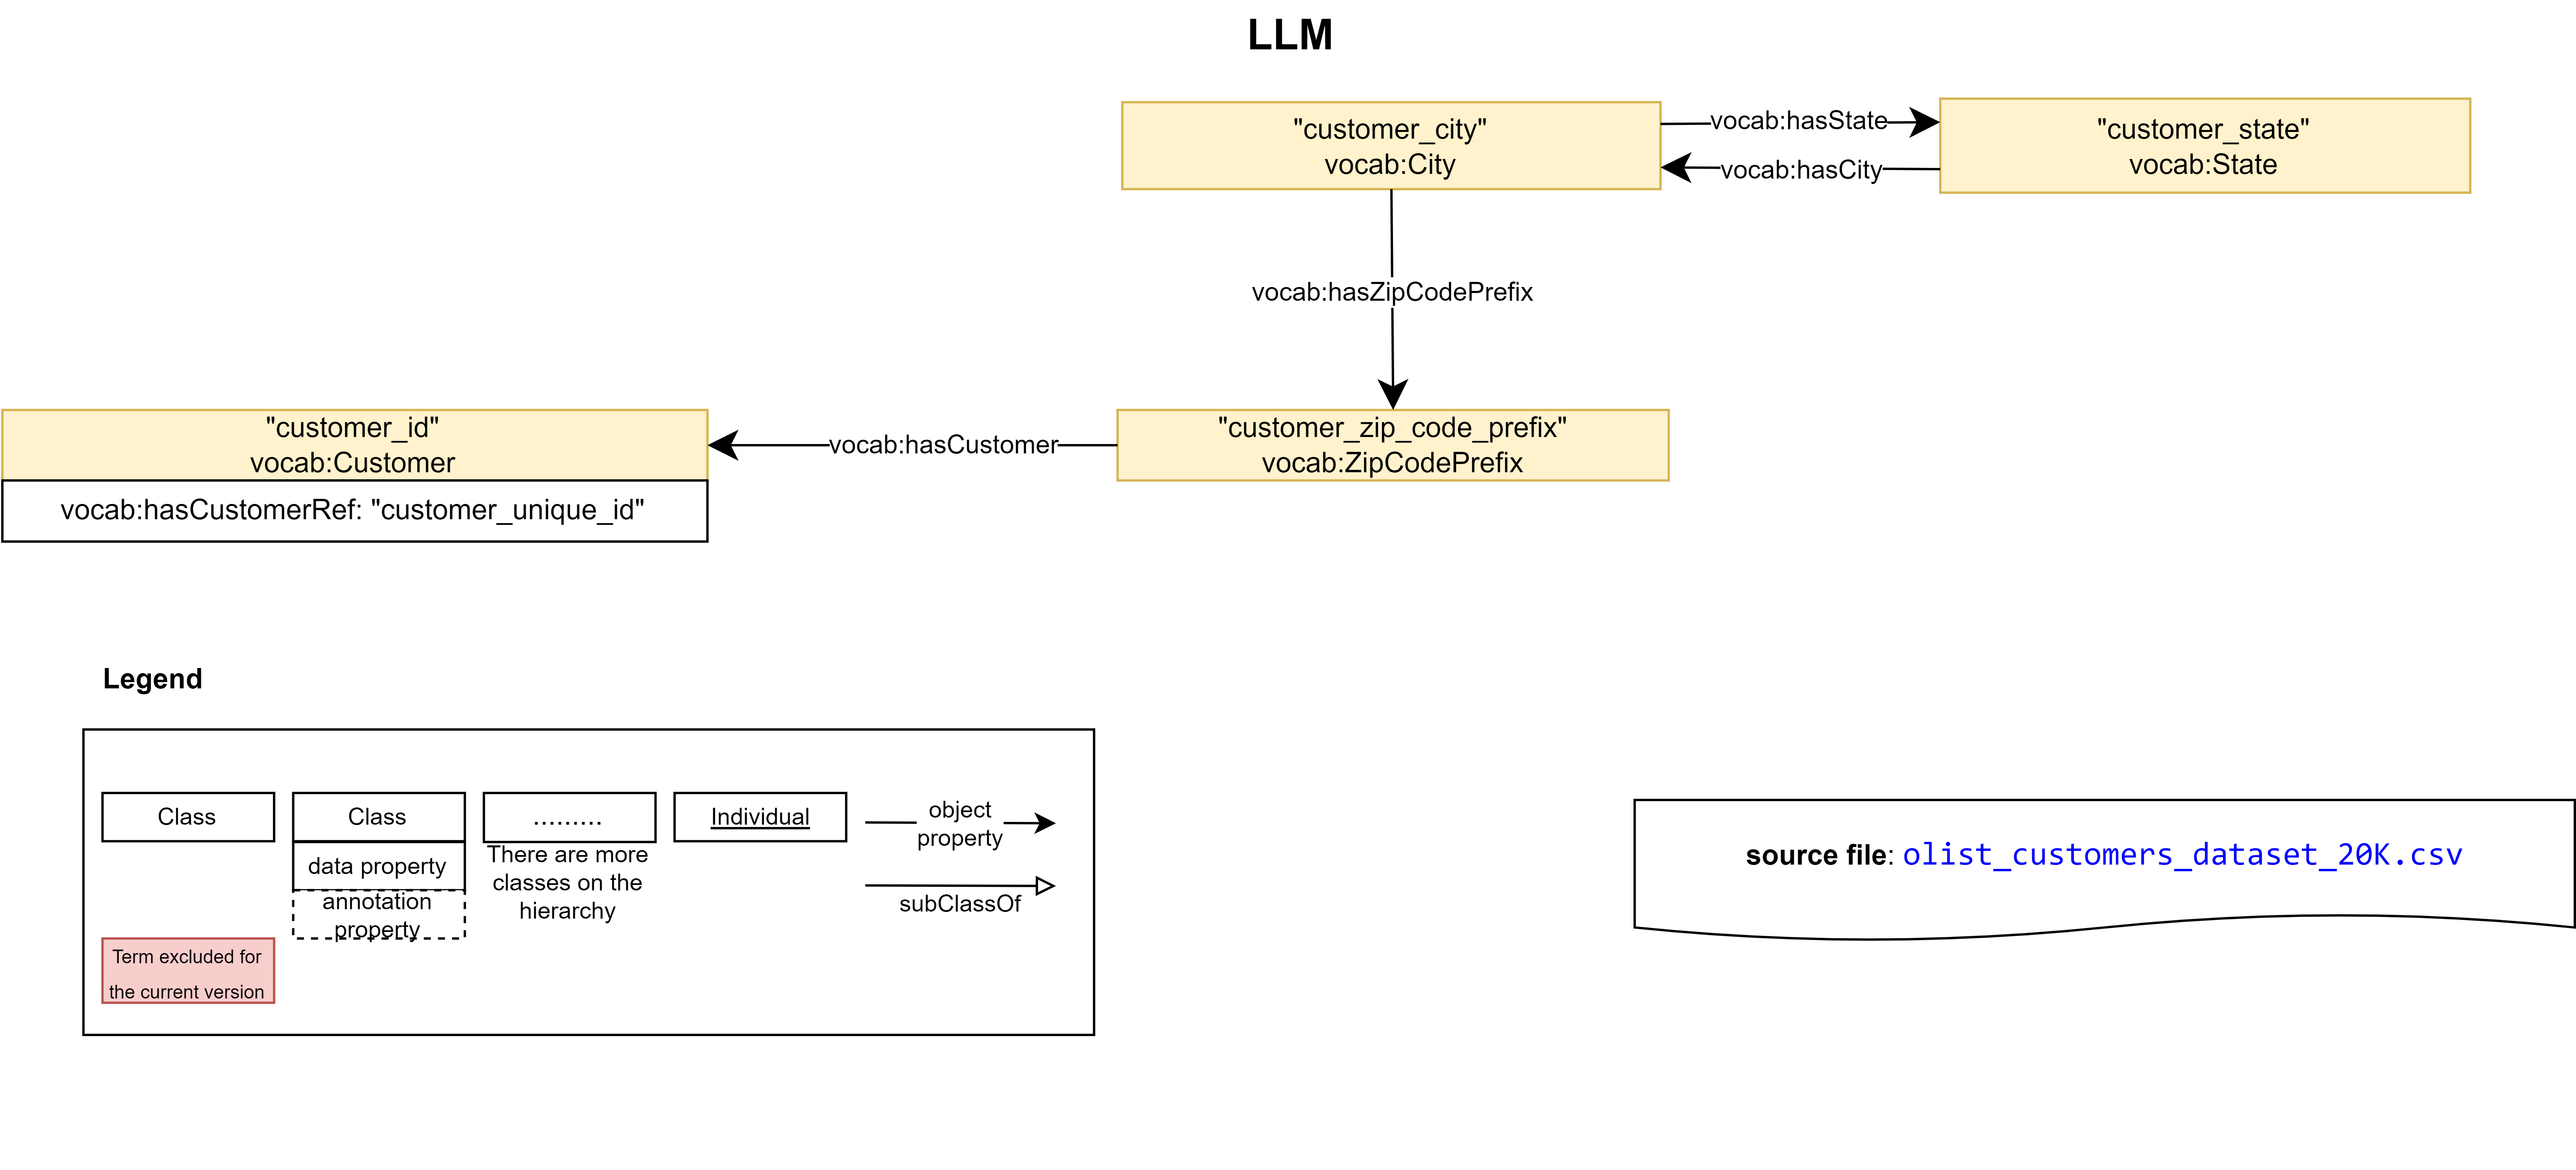 LLM
"customer_city"
vocab:City
vocab:hasState
vocab:hasCity
"customer_state"
vocab:State
vocab:hasZipCodePrefix
"customer_id"
vocab:Customer
vocab:hasCustomerRef: "customer_unique_id"
vocab:hasCustomer
"customer_zip_code_prefix"
vocab:ZipCodePrefix
Legend
Class
Class
data property
annotation
property
.........
There are more
classes on the
hierarchy
Individual
object
property
subClassOf
Term excluded for
the current version
source file: olist_customers_dataset_20K.csv